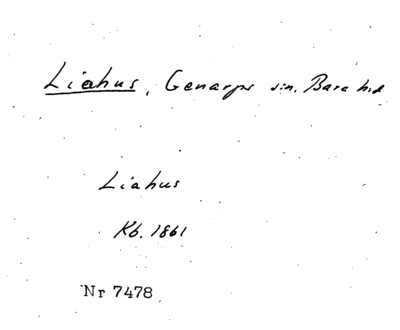 Liahus, Genarps sn. Bara hd
Liahus
Kb. 1861
Nr 7478